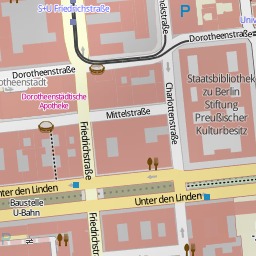 S+U Friedrichstraße
Dorotheenstraße
Dorotheenstraße
Dorotheenstädtische
Apotheke
Mittelstraße
Charlottenstraße
Staatsbibliothek
zu Berlin
Stiftung
Preußischer
Kulturbesitz
Friedrichstraße
Unter den Linden
Unter den Linden
Baustelle
U-Bahn
Friedrichstraße
P